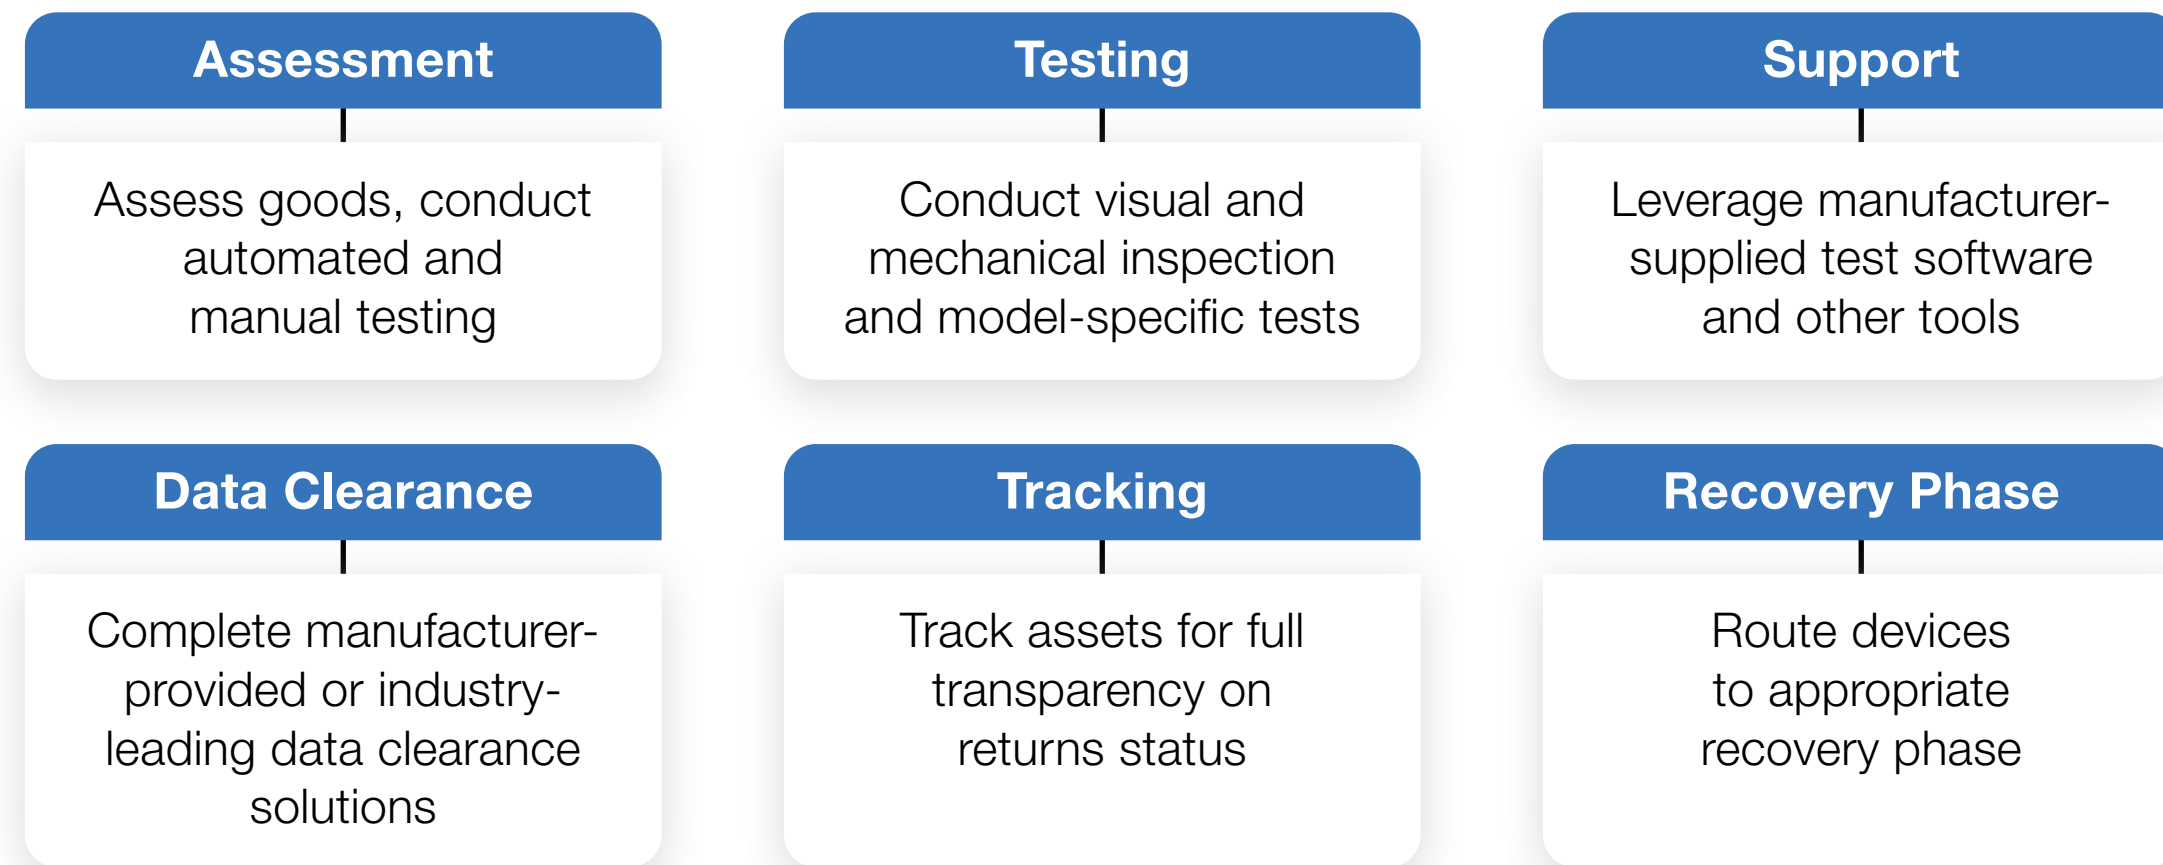 Assessment
Assess goods, conduct
automated and
manual testing
Testing
Conduct visual and
mechanical inspection
and model-specific tests
Support
Leverage manufacturer-
supplied test software
and other tools
Data Clearance
Complete manufacturer-
provided or industry-
leading data clearance
solutions
Tracking
Track assets for full
transparency on
returns status
Recovery Phase
Route devices
to appropriate
recovery phase